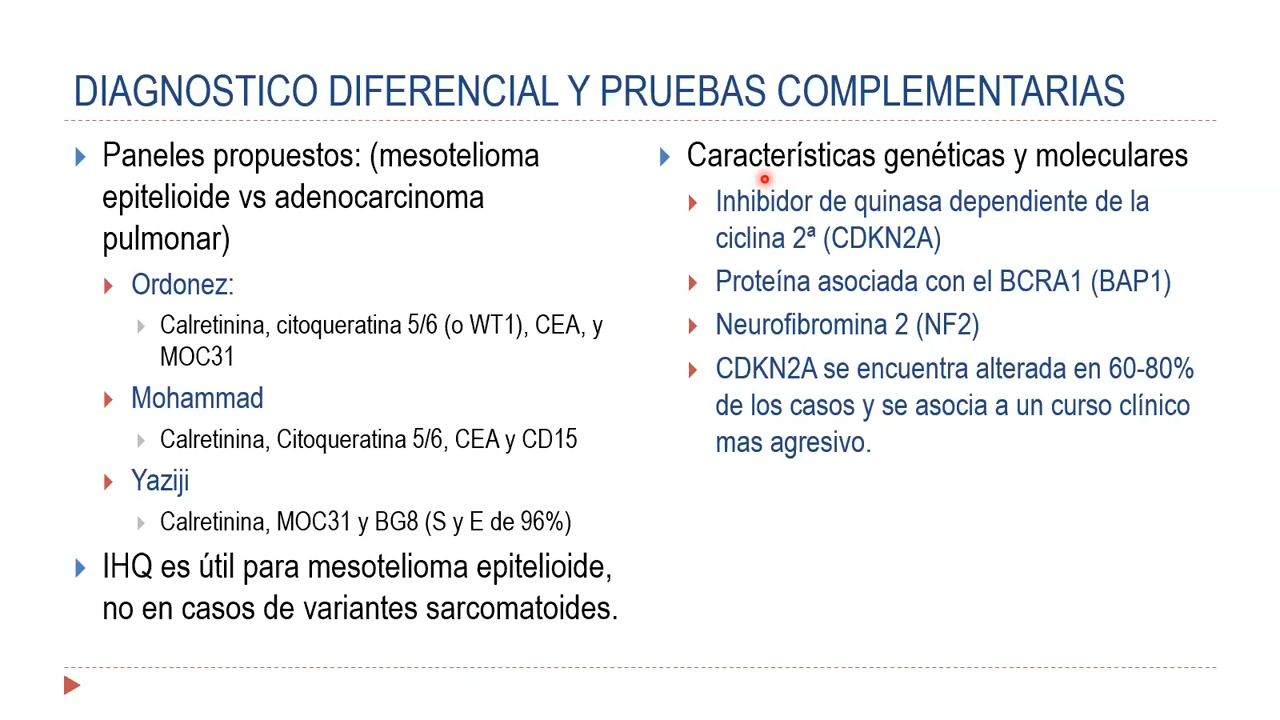 DIAGNOSTICO DIFERENCIAL Y PRUEBAS COMPLEMENTARIAS
Paneles propuestos: (mesotelioma
epitelioide vs adenocarcinoma
pulmonar)
Ordonez:
Calretinina, citoqueratina 5/6 (o WT1), CEA, y
MOC31
Mohammad
Calretinina, Citoqueratina 5/6, CEA y CD15
Yaziji
Calretinina, MOC31 y BG8 (S y E de 96%)
IHQ es útil para mesotelioma epitelioide,
no en casos de variantes sarcomatoides.
Características genéticas y moleculares
Inhibidor de quinasa dependiente de la
ciclina 2ª (CDKN2A)
Proteína asociada con el BCRA1 (BAP1)
Neurofibromina 2 (NF2)
CDKN2A se encuentra alterada en 60-80%
de los casos y se asocia a un curso clínico
mas agresivo.